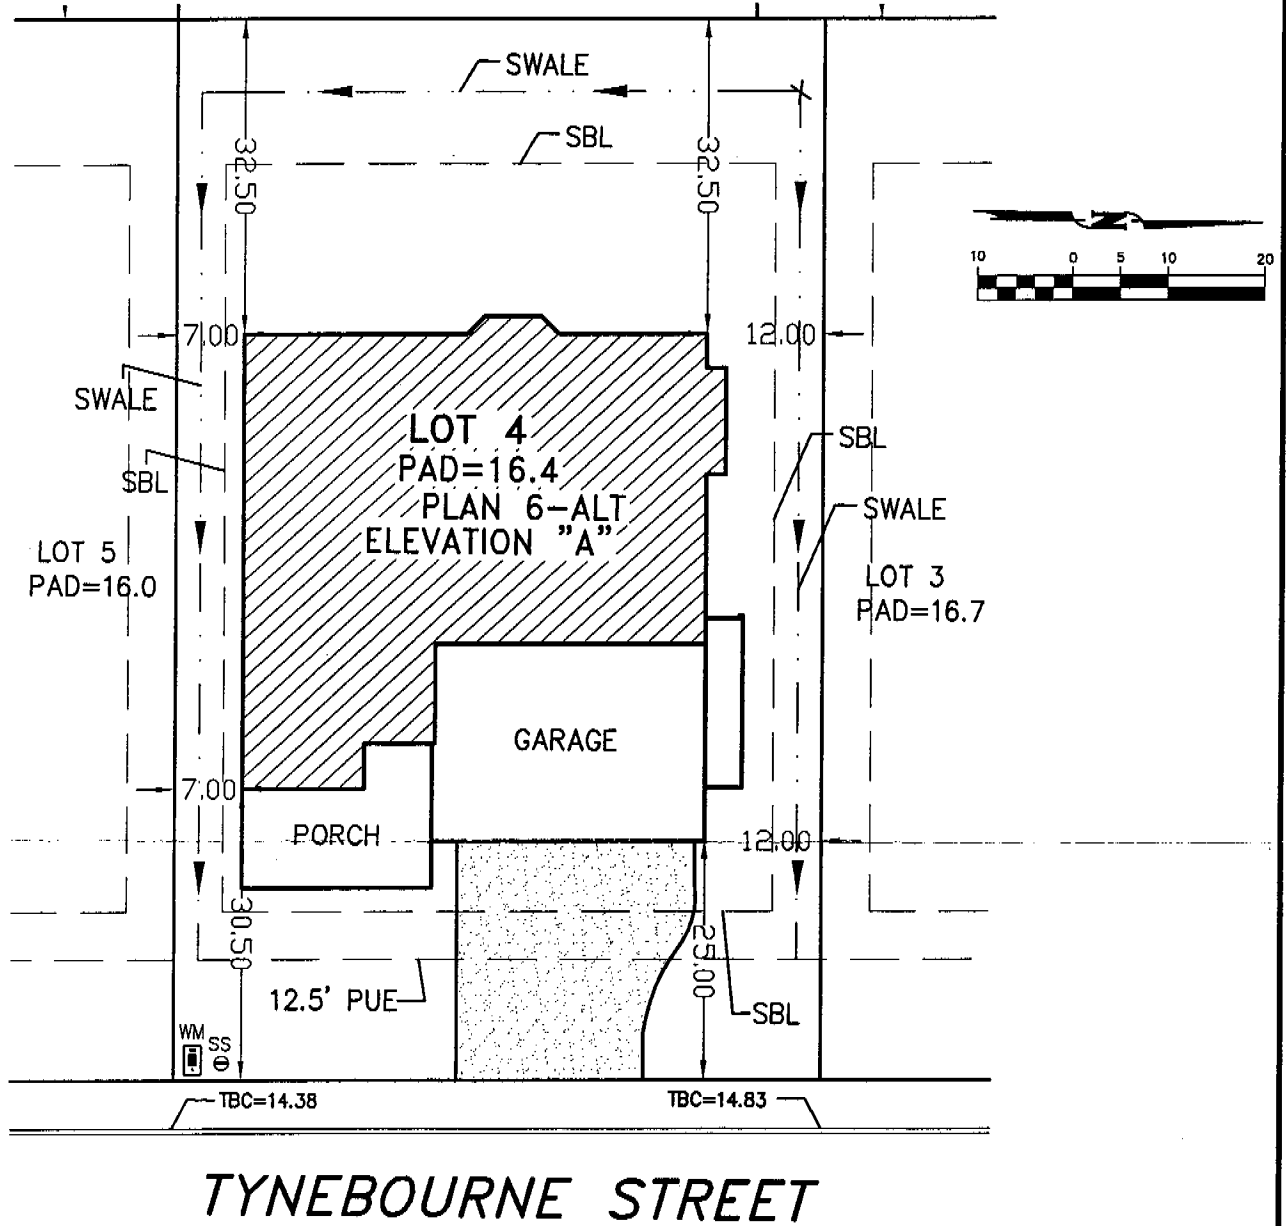 SWALE
SBL
32.50
32.50
N
10 0 5 10 20
7.00
12.00
SWALE
SBL
LOT 4
PAD=16.4
PLAN 6-ALT
ELEVATION "A"
SBL
SWALE
LOT 5
PAD=16.0
LOT 3
PAD=16.7
GARAGE
7.00
PORCH
12.00
30.50
25.00
12.5' PUE
SBL
WM
SS
TBC=14.38
TBC=14.83
TYNEBOURNE STREET